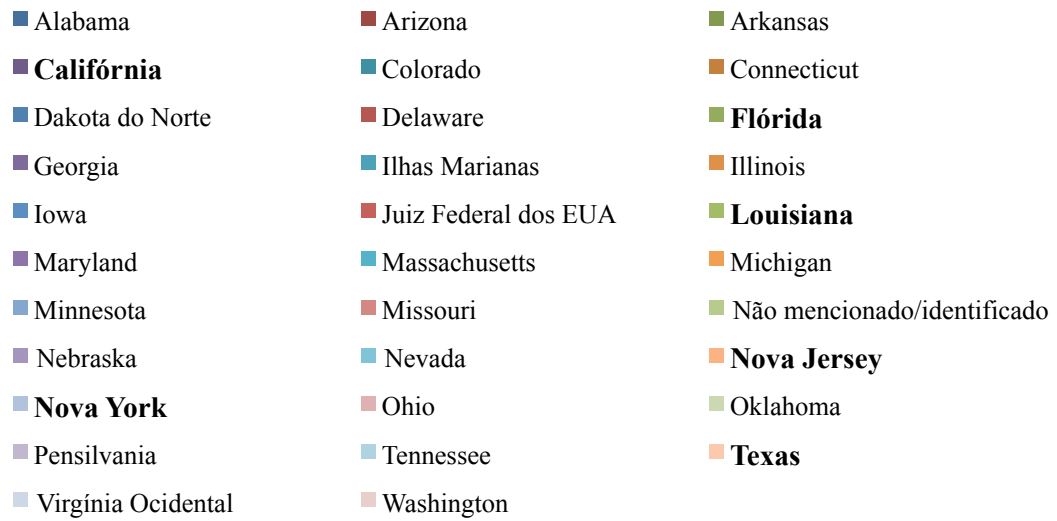 Alabama Arizona Arkansas
Califórnia Colorado Connecticut
Dakota do Norte Delaware Flórida
Georgia Ilhas Marianas Illinois
Iowa Juiz Federal dos EUA Louisiana
Maryland Massachusetts Michigan
Minnesota Missouri Não mencionado/identificado
Nebraska Nevada Nova Jersey
Nova York Ohio Oklahoma
Pensilvania Tennessee Texas
Virgínia Ocidental Washington